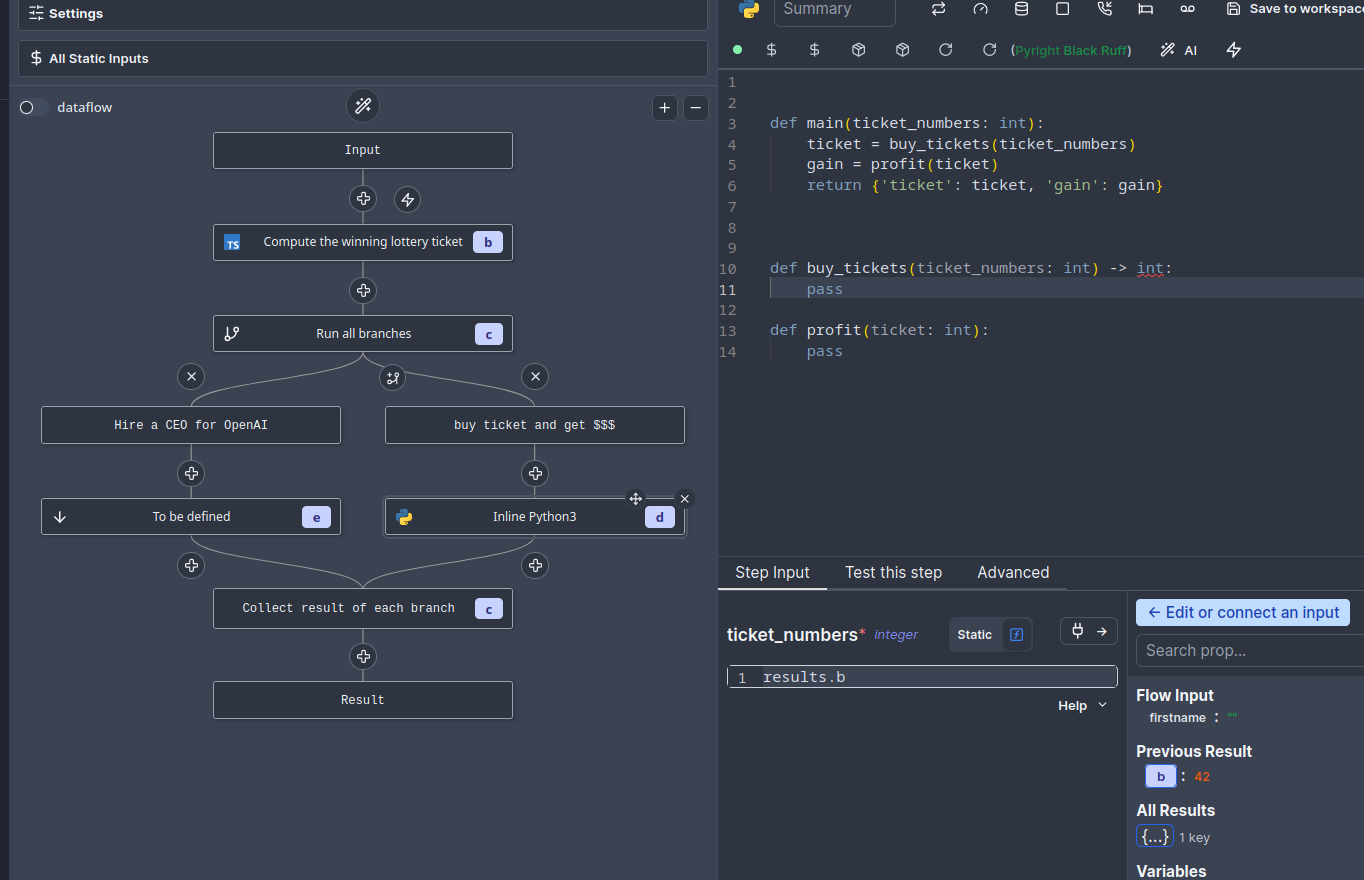 Settings
All Static Inputs
dataflow
Input
TS
Compute the winning lottery ticket
b
Run all branches
c
Hire a CEO for OpenAI
buy ticket and get $$$
To be defined
e
Inline Python3
d
Collect result of each branch
c
Result
Summary
Save to workspac
(Pyright Black Ruff)
AI
1
2
3 def main(ticket_numbers: int):
4 ticket = buy_tickets(ticket_numbers)
5 gain = profit(ticket)
6 return {'ticket': ticket, 'gain': gain}
7
8
9
10 def buy_tickets(ticket_numbers: int) -> int:
11 pass
12
13 def profit(ticket: int):
14 pass
Step Input
Test this step
Advanced
ticket_numbers* integer
Static
1 results.b
Help
← Edit or connect an input
Search prop...
Flow Input
firstname : ""
Previous Result
b : 42
All Results
{...} 1 key
Variables